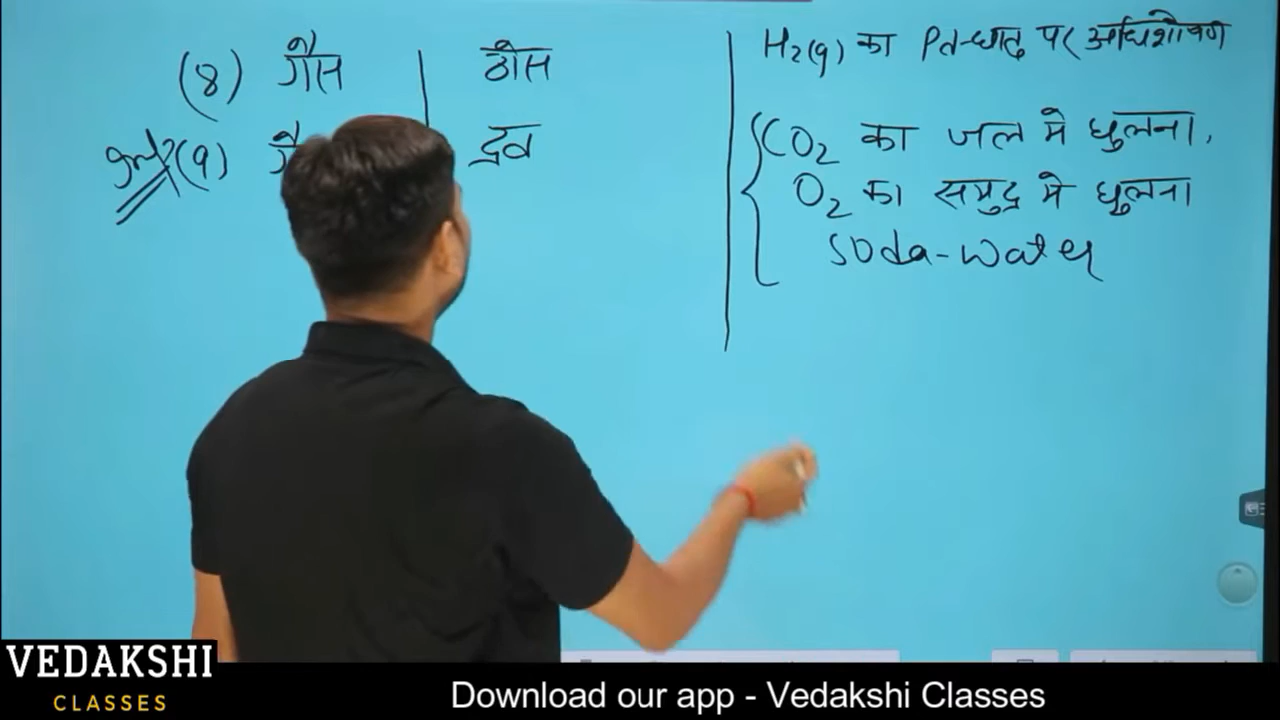 (8) गैस | ठोस | H₂(g) का Pt-धातु पर अधिशोषण
Imp (9) गै | द्रव | CO₂ का जल मे घुलना,
O₂ का समुद्र मे घुलना
Soda-Water
VEDAKSHI
CLASSES
Download our app - Vedakshi Classes